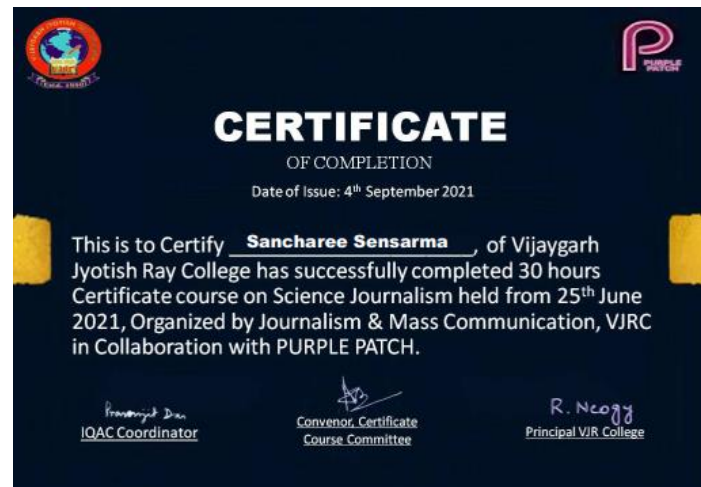 PURPLE
PATCH
CERTIFICATE
OF COMPLETION
Date of Issue: 4th September 2021
This is to Certify Sancharee Sensarma, of Vijaygarh
Jyotish Ray College has successfully completed 30 hours
Certificate course on Science Journalism held from 25th June
2021, Organized by Journalism & Mass Communication, VJRC
in Collaboration with PURPLE PATCH.
R. Neogy
IQAC Coordinator
Convenor, Certificate
Course Committee
Principal VJR College